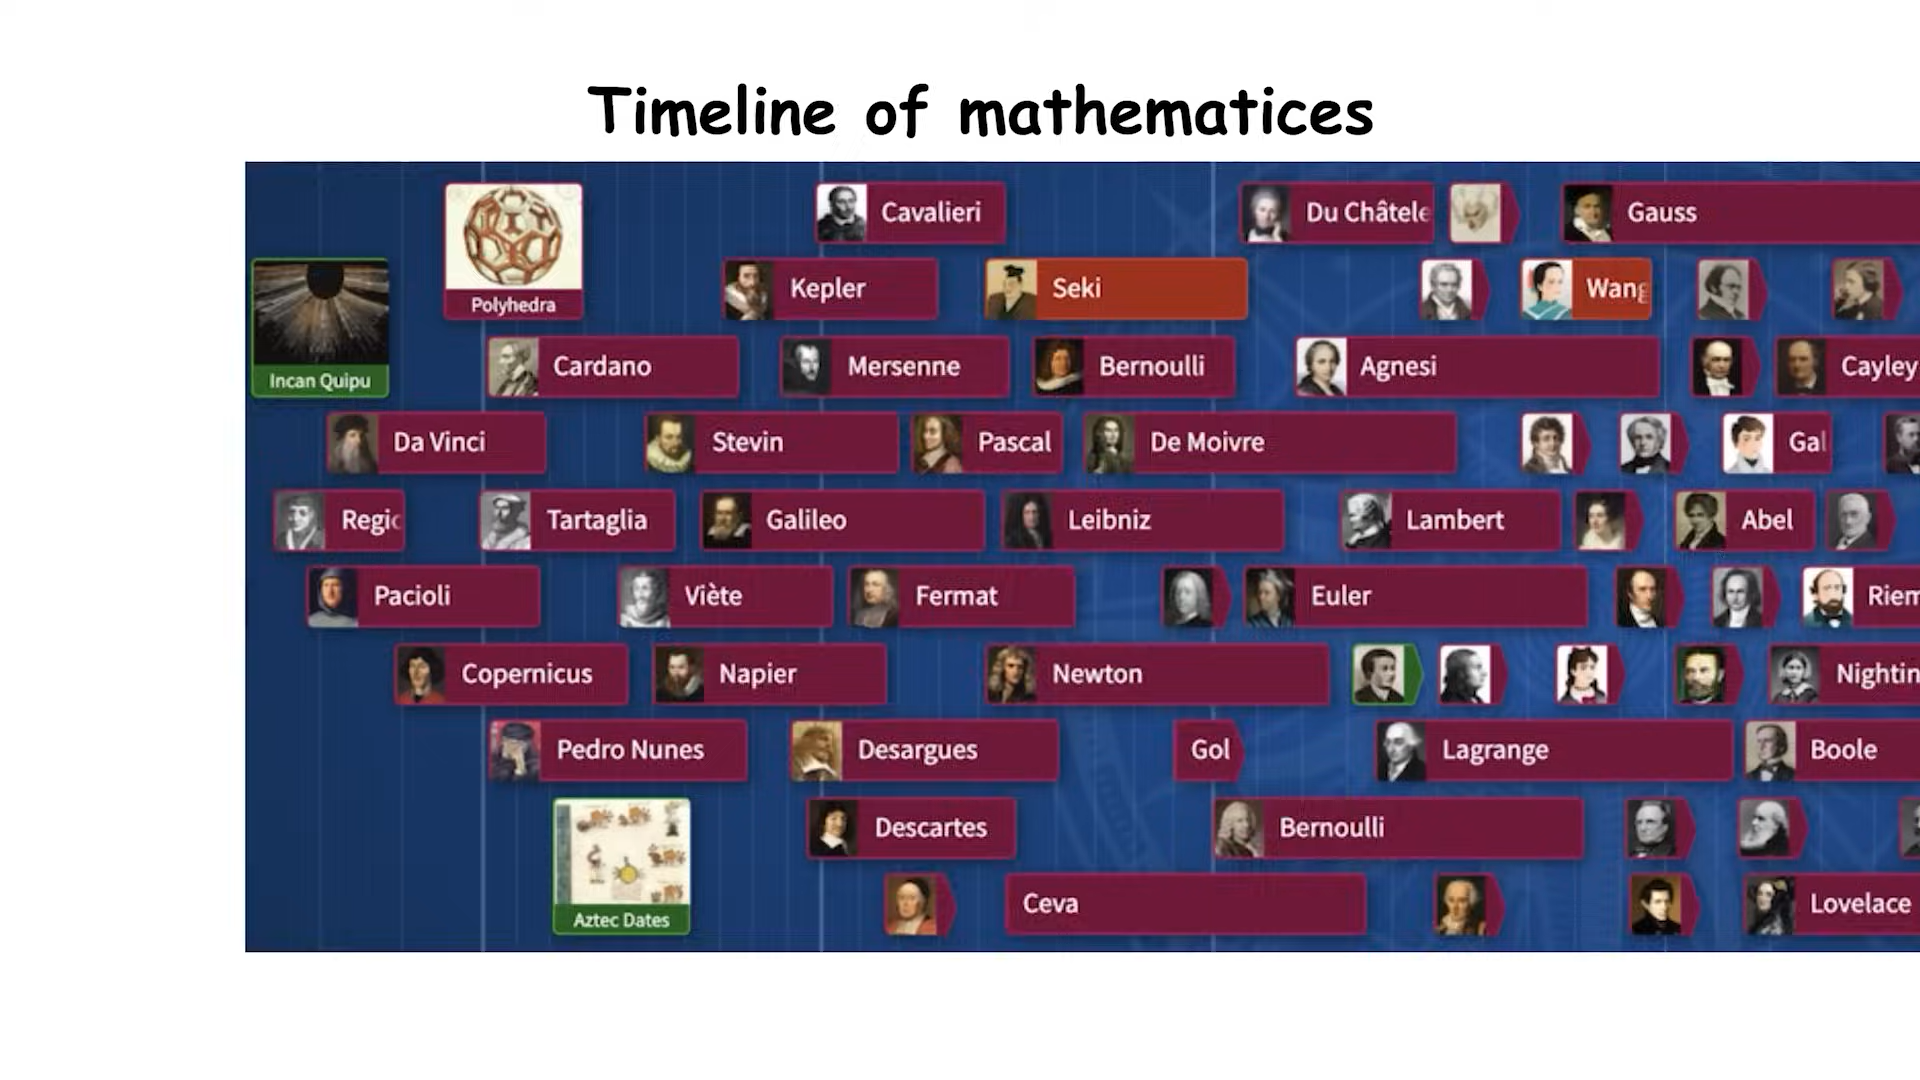 Timeline of mathematices
Cavalieri
Du Châtele
Gauss
Polyhedra
Kepler
Seki
Wang
Incan Quipu
Cardano
Mersenne
Bernoulli
Agnesi
Cayley
Da Vinci
Stevin
Pascal
De Moivre
Gal
Regio
Tartaglia
Galileo
Leibniz
Lambert
Abel
Pacioli
Viète
Fermat
Euler
Riem
Copernicus
Napier
Newton
Nightin
Pedro Nunes
Desargues
Gol
Lagrange
Boole
Aztec Dates
Descartes
Bernoulli
Ceva
Lovelace